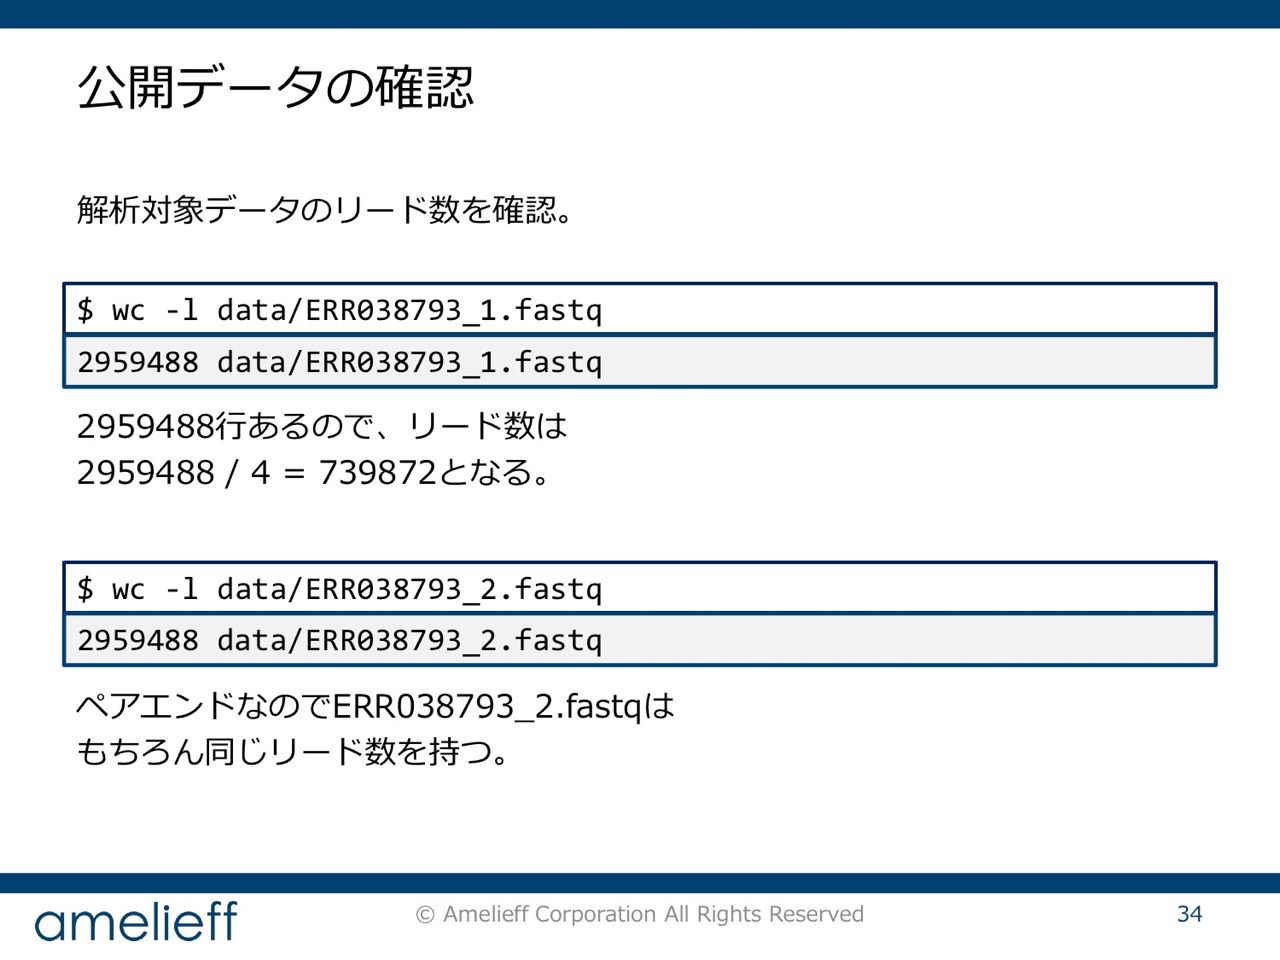 公開データの確認
解析対象データのリード数を確認。
$ wc -l data/ERR038793_1.fastq
2959488 data/ERR038793_1.fastq
2959488行あるので、リード数は
2959488 / 4 = 739872となる。
$ wc -l data/ERR038793_2.fastq
2959488 data/ERR038793_2.fastq
ペアエンドなのでERR038793_2.fastqは
もちろん同じリード数を持つ。
amelieff
© Amelieff Corporation All Rights Reserved
34